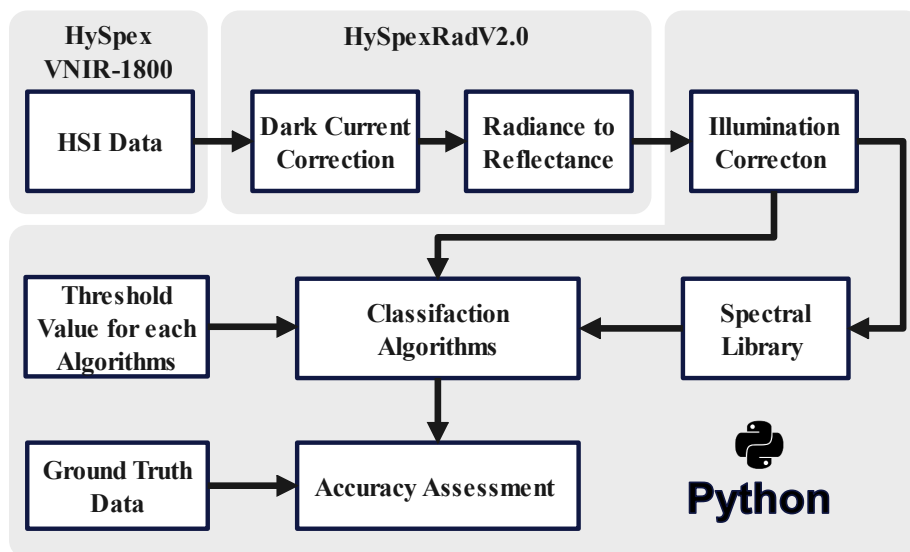 HySpex
VNIR-1800
HySpexRadV2.0
HSI Data
Dark Current
Correction
Radiance to
Reflectance
Illumination
Correcton
Threshold
Value for each
Algorithms
Classifaction
Algorithms
Spectral
Library
Ground Truth
Data
Accuracy Assessment
Python